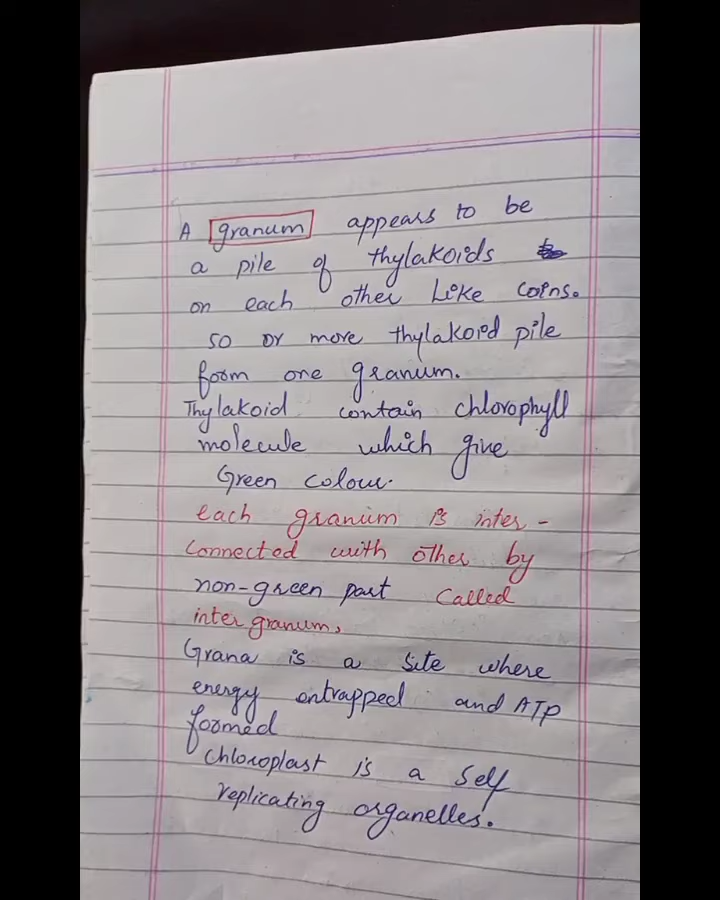 A granum appears to be
a pile of thylakoids
on each other Like coins.
so or more thylakoid pile
form one granum.
Thylakoid contain chlorophyll
molecule which give
Green colour.
each granum is inter -
connected with other by
non-green part called
inter granum,
Grana is a site where
energy entrapped and ATP
formed
chloroplast is a self
replicating organelles.